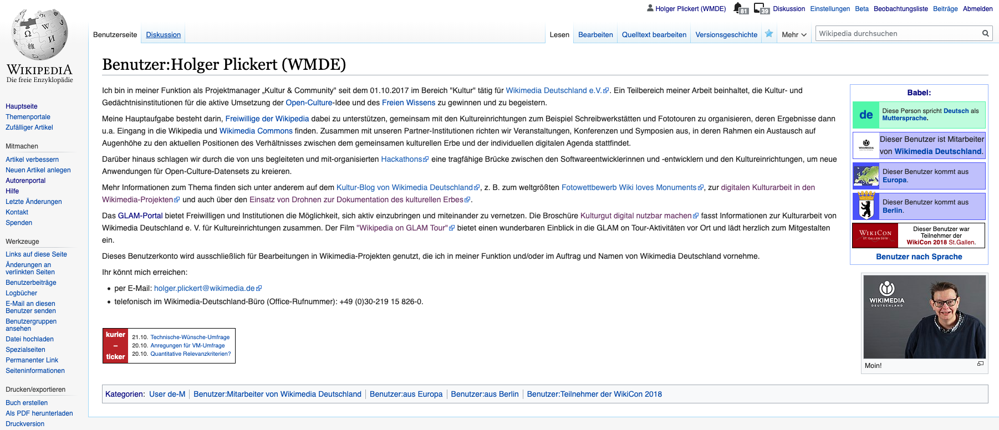 Holger Plickert (WMDE) 81 39 Diskussion Einstellungen Beta Beobachtungsliste Beiträge Abmelden
WIKIPEDIA
Die freie Enzyklopädie
Benutzerseite Diskussion Lesen Bearbeiten Quelltext bearbeiten Versionsgeschichte Mehr Wikipedia durchsuchen
Hauptseite
Themenportale
Zufälliger Artikel
Mitmachen
Artikel verbessern
Neuen Artikel anlegen
Autorenportal
Hilfe
Letzte Änderungen
Kontakt
Spenden
Werkzeuge
Links auf diese Seite
Änderungen an
verlinkten Seiten
Benutzerbeiträge
Logbücher
E-Mail an diesen
Benutzer senden
Benutzergruppen
ansehen
Datei hochladen
Spezialseiten
Permanenter Link
Seiteninformationen
Drucken/exportieren
Buch erstellen
Als PDF herunterladen
Druckversion
Benutzer:Holger Plickert (WMDE)
Ich bin in meiner Funktion als Projektmanager „Kultur & Community" seit dem 01.10.2017 im Bereich "Kultur" tätig für Wikimedia Deutschland e.V.. Ein Teilbereich meiner Arbeit beinhaltet, die Kultur- und
Gedächtnisinstitutionen für die aktive Umsetzung der Open-Culture-Idee und des Freien Wissens zu gewinnen und zu begeistern.
Meine Hauptaufgabe besteht darin, Freiwillige der Wikipedia dabei zu unterstützen, gemeinsam mit den Kultureinrichtungen zum Beispiel Schreibwerkstätten und Fototouren zu organisieren, deren Ergebnisse dann
u.a. Eingang in die Wikipedia und Wikimedia Commons finden. Zusammen mit unseren Partner-Institutionen richten wir Veranstaltungen, Konferenzen und Symposien aus, in deren Rahmen ein Austausch auf
Augenhöhe zu den aktuellen Positionen des Verhältnisses zwischen dem gemeinsamen kulturellen Erbe und der individuellen digitalen Agenda stattfindet.
Darüber hinaus schlagen wir durch die von uns begleiteten und mit-organisierten Hackathons eine tragfähige Brücke zwischen den Softwareentwicklerinnen und -entwicklern und den Kultureinrichtungen, um neue
Anwendungen für Open-Culture-Datensets zu kreieren.
Mehr Informationen zum Thema finden sich unter anderem auf dem Kultur-Blog von Wikimedia Deutschland, z. B. zum weltgrößten Fotowettbewerb Wiki loves Monuments, zur digitalen Kulturarbeit in den
Wikimedia-Projekten und auch über den Einsatz von Drohnen zur Dokumentation des kulturellen Erbes.
Das GLAM-Portal bietet Freiwilligen und Institutionen die Möglichkeit, sich aktiv einzubringen und miteinander zu vernetzen. Die Broschüre Kulturgut digital nutzbar machen fasst Informationen zur Kulturarbeit von
Wikimedia Deutschland e. V. für Kultureinrichtungen zusammen. Der Film "Wikipedia on GLAM Tour" bietet einen wunderbaren Einblick in die GLAM on Tour-Aktivitäten vor Ort und lädt herzlich zum Mitgestalten
ein.
Dieses Benutzerkonto wird ausschließlich für Bearbeitungen in Wikimedia-Projekten genutzt, die ich in meiner Funktion und/oder im Auftrag und Namen von Wikimedia Deutschland vornehme.
Ihr könnt mich erreichen:
per E-Mail: holger.plickert@wikimedia.de
telefonisch im Wikimedia-Deutschland-Büro (Office-Rufnummer): +49 (0)30-219 15 826-0.
kurier
–
ticker
21.10. Technische-Wünsche-Umfrage
20.10. Anregungen für VM-Umfrage
20.10. Quantitative Relevanzkriterien?
Babel:
de
Diese Person spricht Deutsch als
Muttersprache.
WIKIMEDIA
Dieser Benutzer ist Mitarbeiter
von Wikimedia Deutschland.
Dieser Benutzer kommt aus
Europa.
Dieser Benutzer kommt aus
Berlin.
WIKICON
ST. GALLEN 2018
Dieser Benutzer war
Teilnehmer der
WikiCon 2018 St.Gallen.
Benutzer nach Sprache
WIKIMEDIA
DEUTSCHLAND
Moin!
Kategorien: User de-M | Benutzer:Mitarbeiter von Wikimedia Deutschland | Benutzer:aus Europa | Benutzer:aus Berlin | Benutzer:Teilnehmer der WikiCon 2018